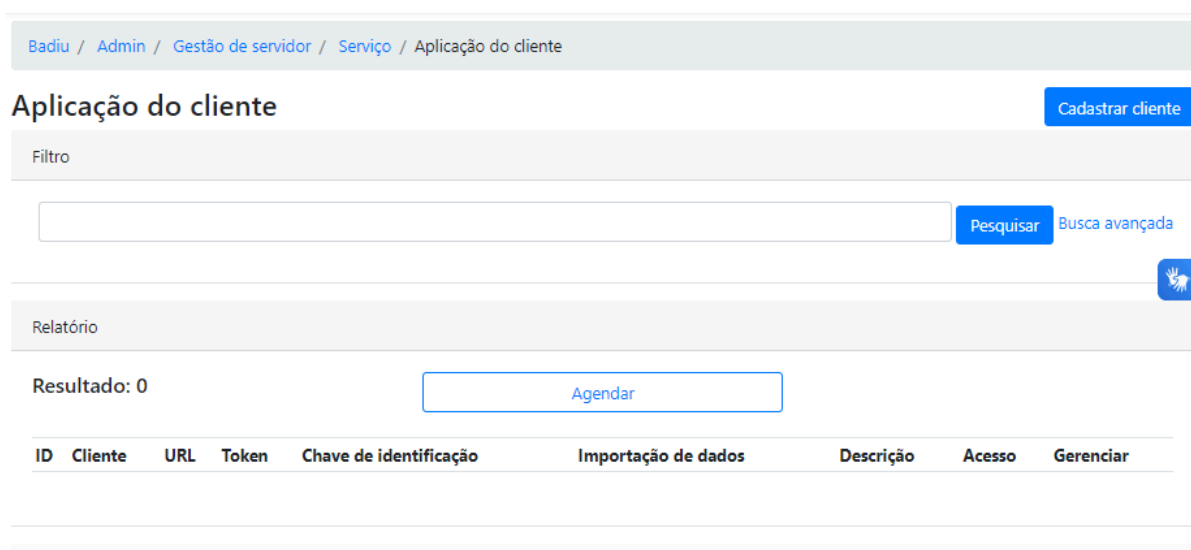 Badiu / Admin / Gestão de servidor / Serviço / Aplicação do cliente
Aplicação do cliente
Cadastrar cliente
Filtro
Pesquisar Busca avançada
Relatório
Resultado: 0
Agendar
ID Cliente URL Token Chave de identificação Importação de dados Descrição Acesso Gerenciar